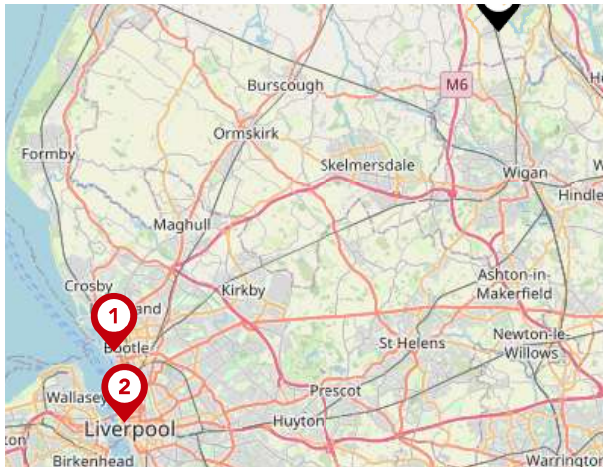 Burscough
M6
Ormskirk
Formby
Skelmersdale
Wigan
Hindle
Maghull
Crosby
Kirkby
Ashton-in-
Makerfield
1
Bootle
St Helens
Newton-le-
Willows
2
Wallasey
Prescot
Liverpool
Huyton
Birkenhead
Warrington